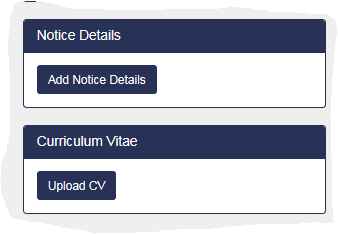 Notice Details
Add Notice Details
Curriculum Vitae
Upload CV